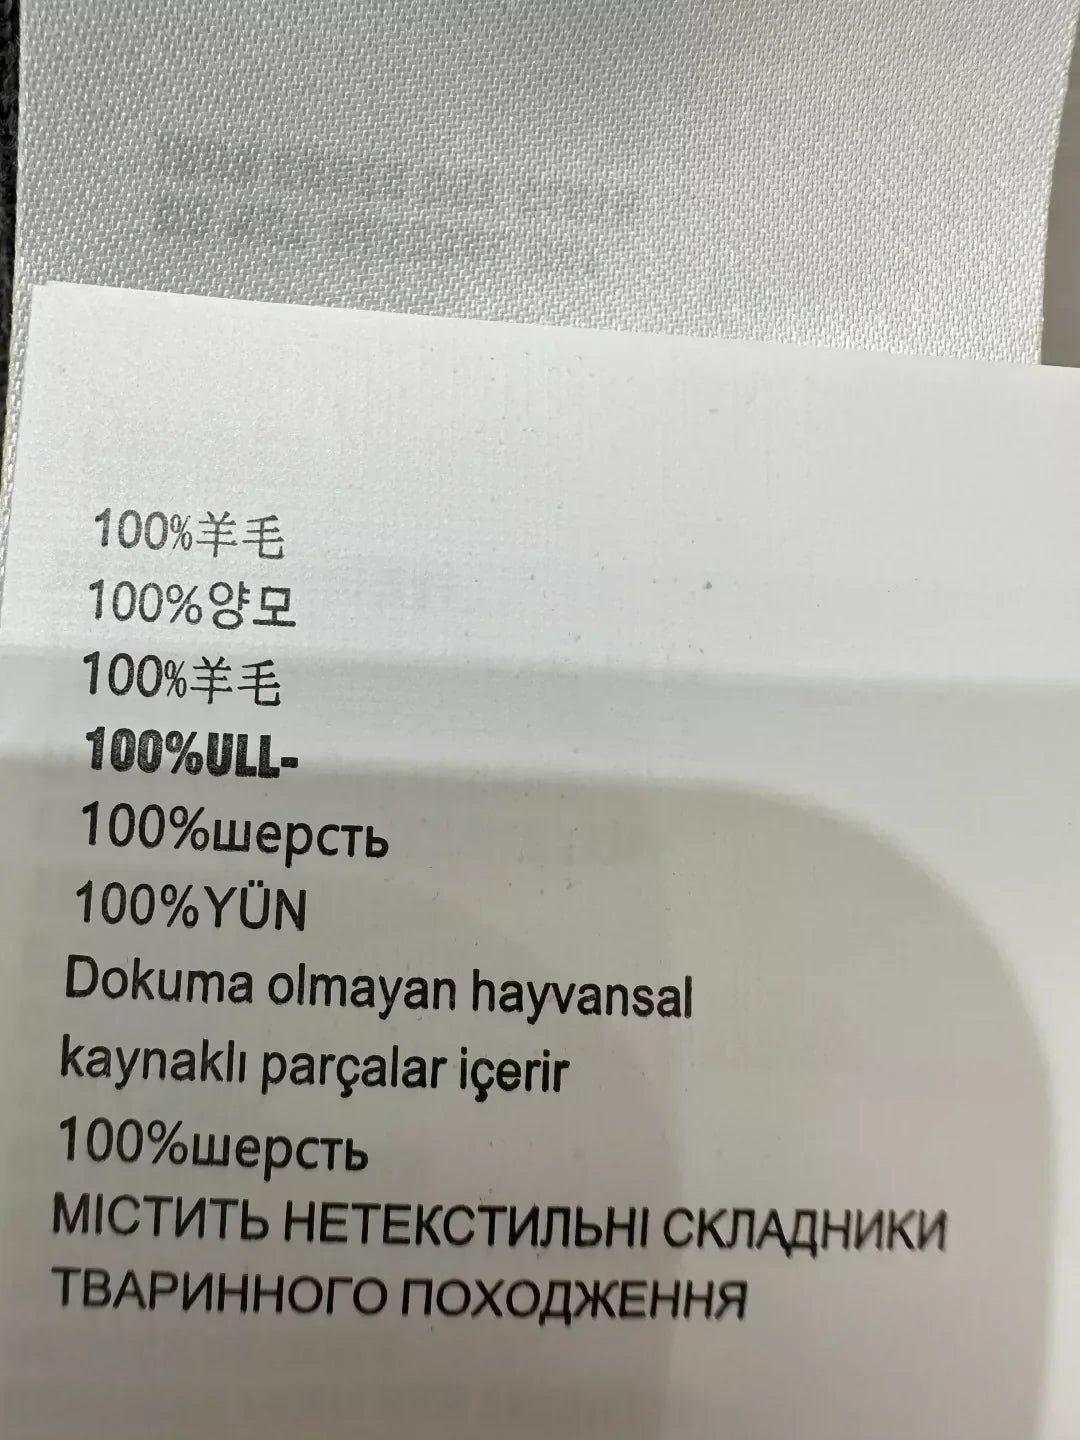 100%羊毛
100%양모
100%羊毛
100%ULL-
100%шерсть
100%YÜN
Dokuma olmayan hayvansal
kaynaklı parçalar içerir
100%шерсть
МІСТИТЬ НЕТЕКСТИЛЬНІ СКЛАДНИКИ
ТВАРИННОГО ПОХОДЖЕННЯ